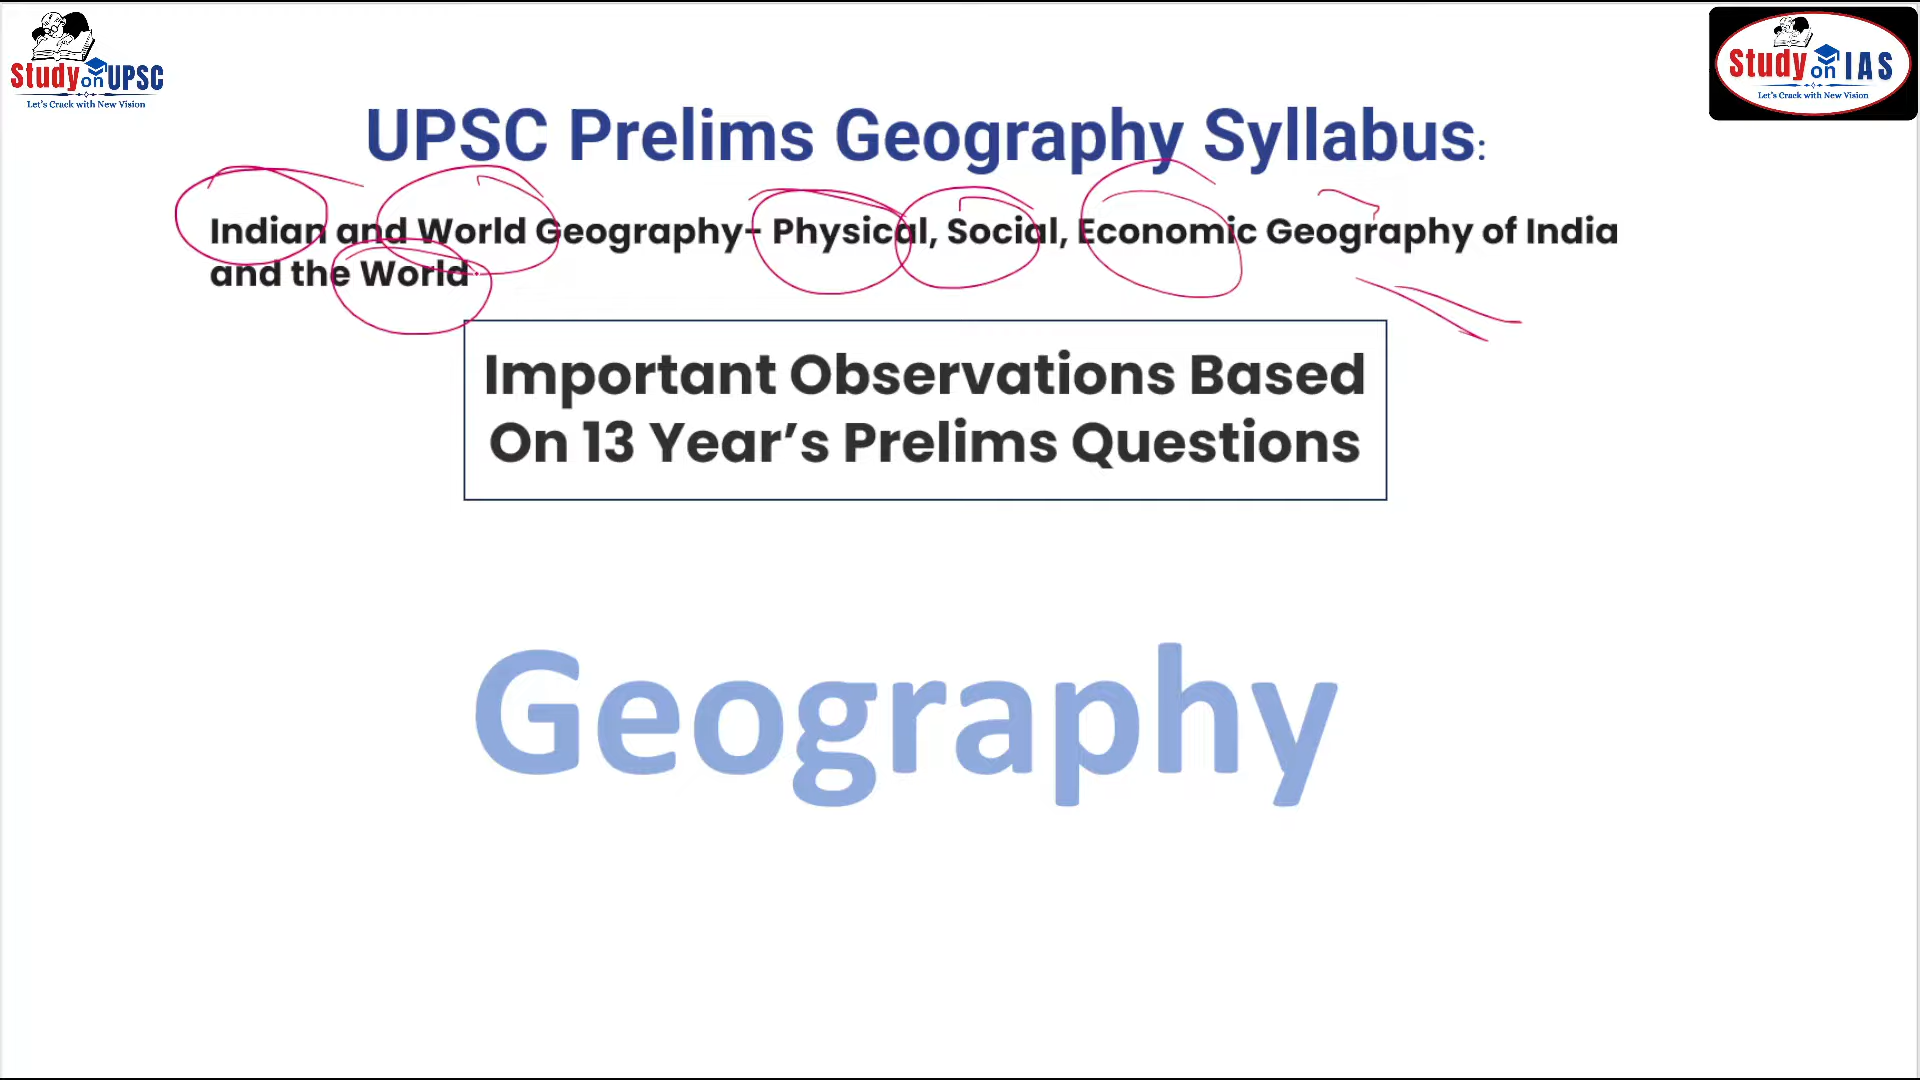 Study on UPSC
Let's Crack with New Vision
Study on IAS
Let's Crack with New Vision
UPSC Prelims Geography Syllabus:
Indian and World Geography- Physical, Social, Economic Geography of India
and the World
Important Observations Based
On 13 Year’s Prelims Questions
Geography